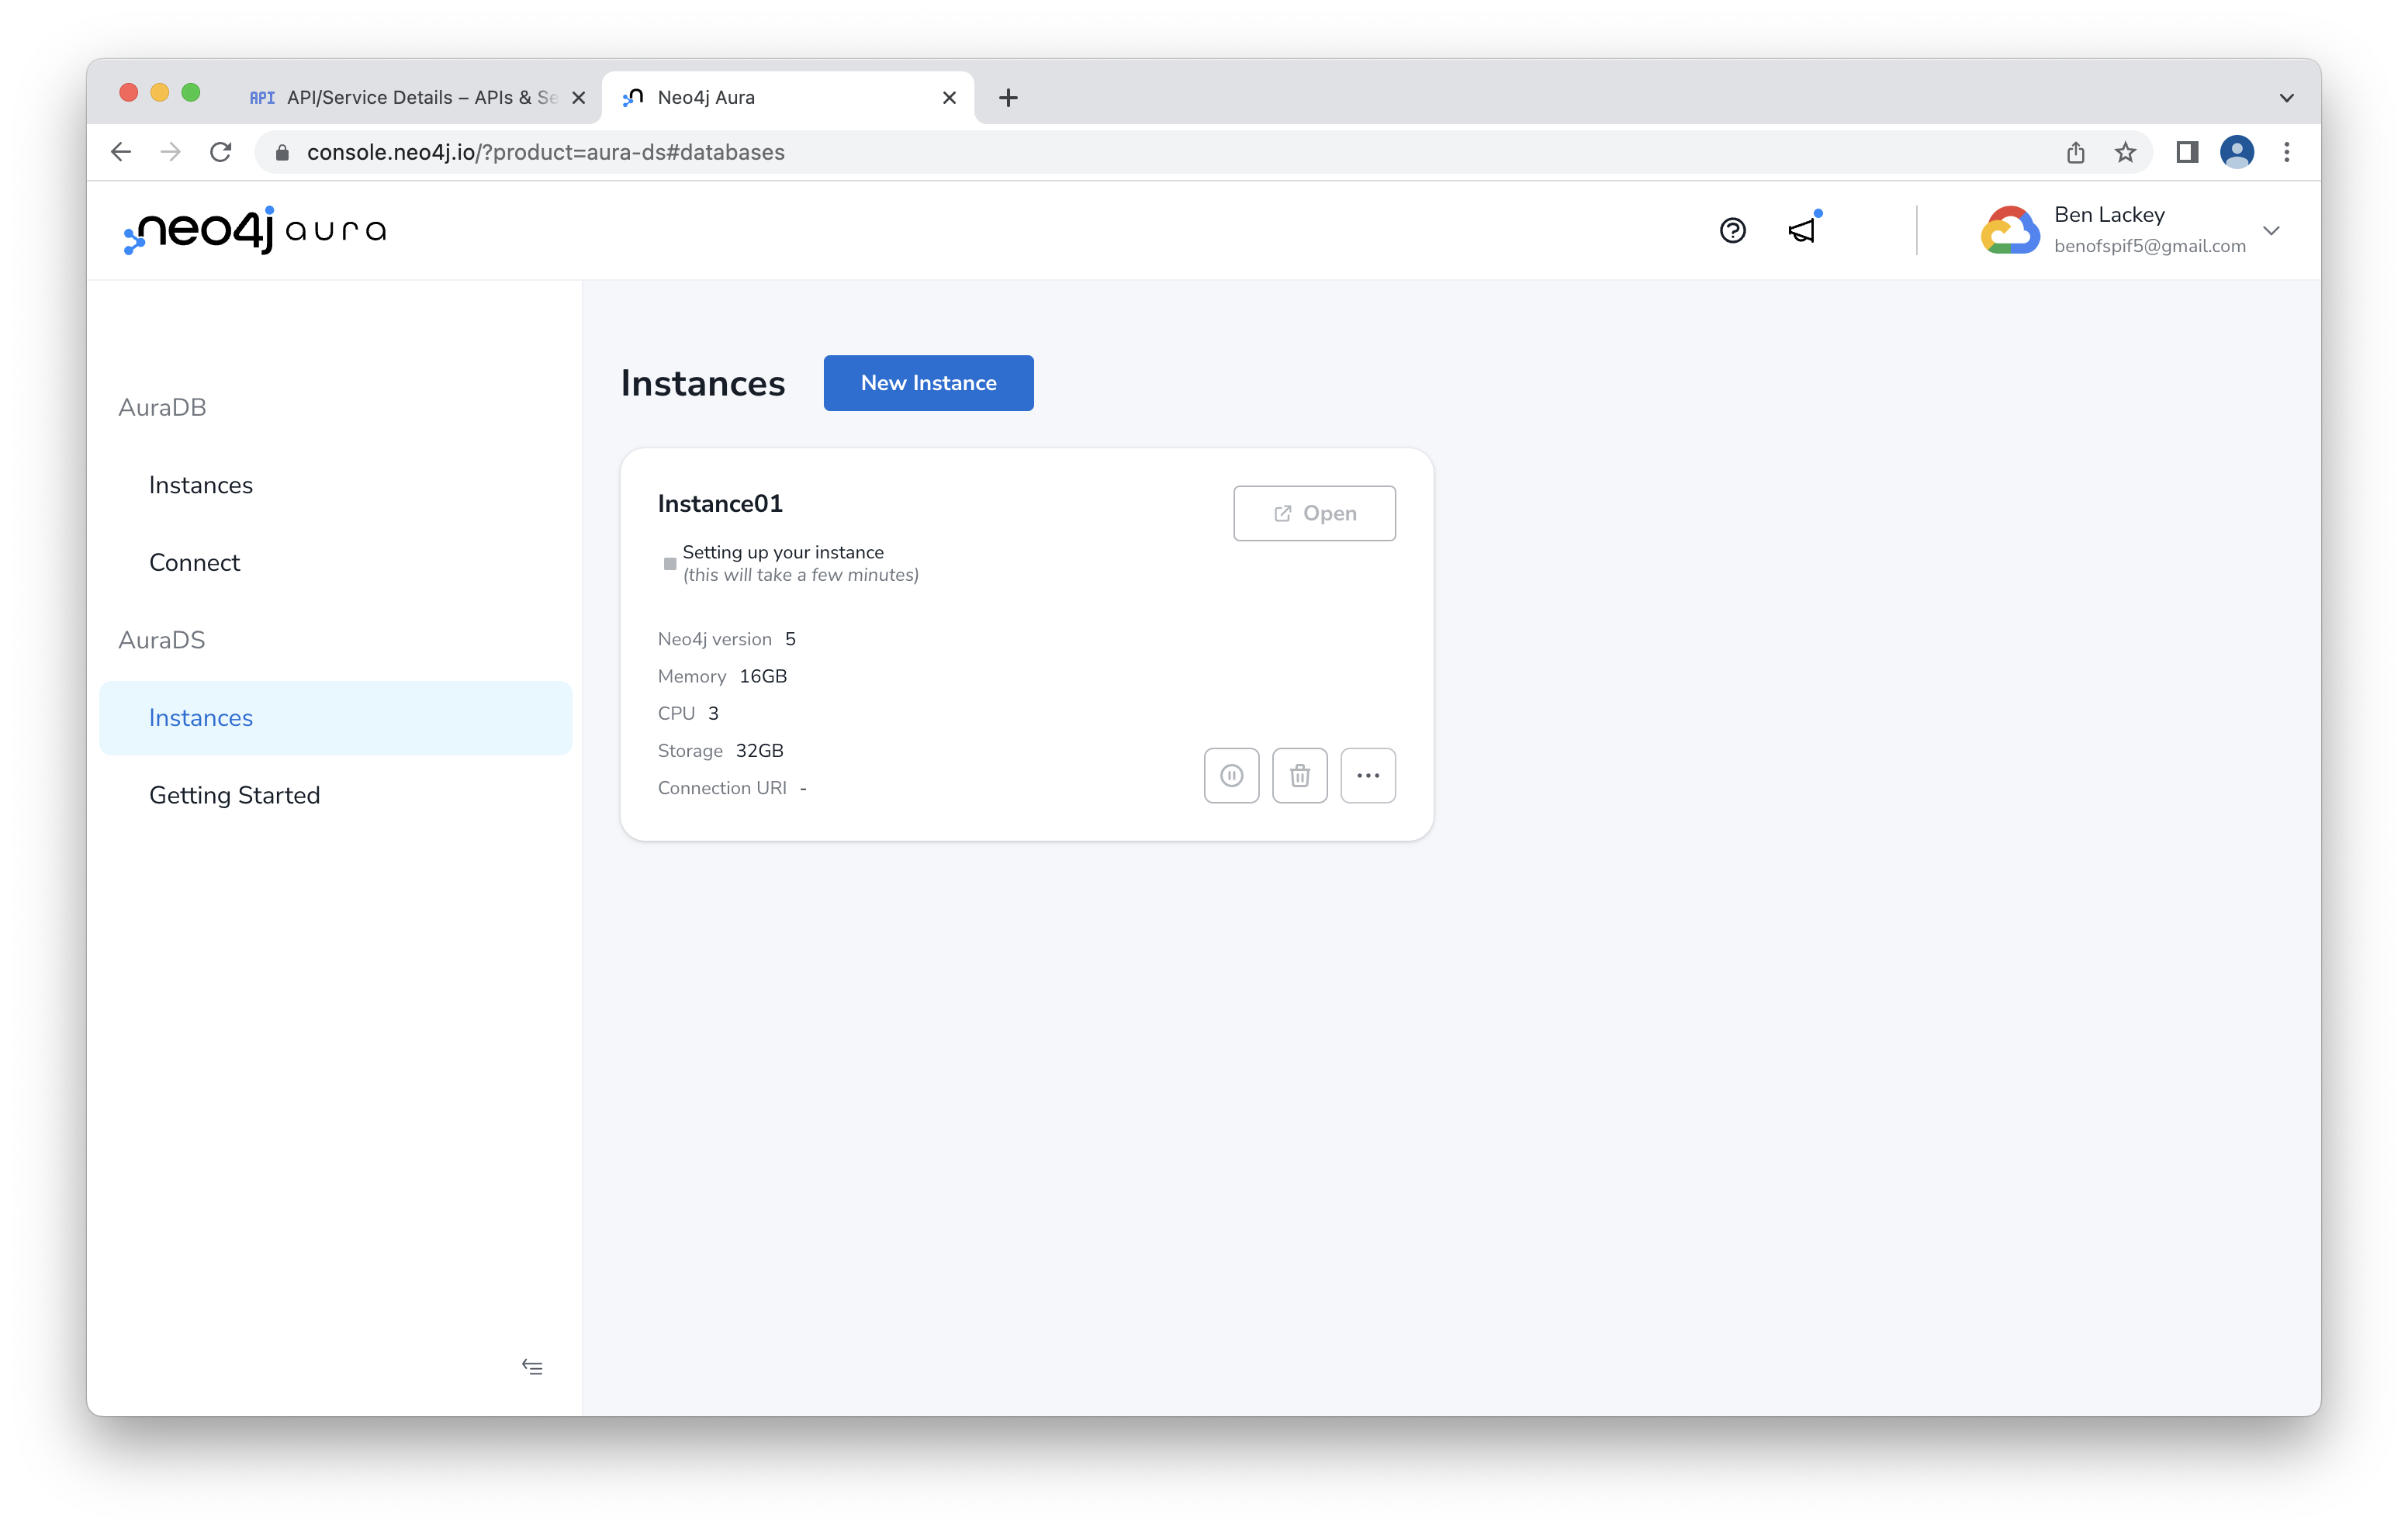 API API/Service Details – APIs & Se
Neo4j Aura
console.neo4j.io/?product=aura-ds#databases
neo4j aura
Ben Lackey
benofspif5@gmail.com
AuraDB
Instances
Connect
AuraDS
Instances
Getting Started
Instances
New Instance
Instance01
Open
Setting up your instance
(this will take a few minutes)
Neo4j version 5
Memory 16GB
CPU 3
Storage 32GB
Connection URI -